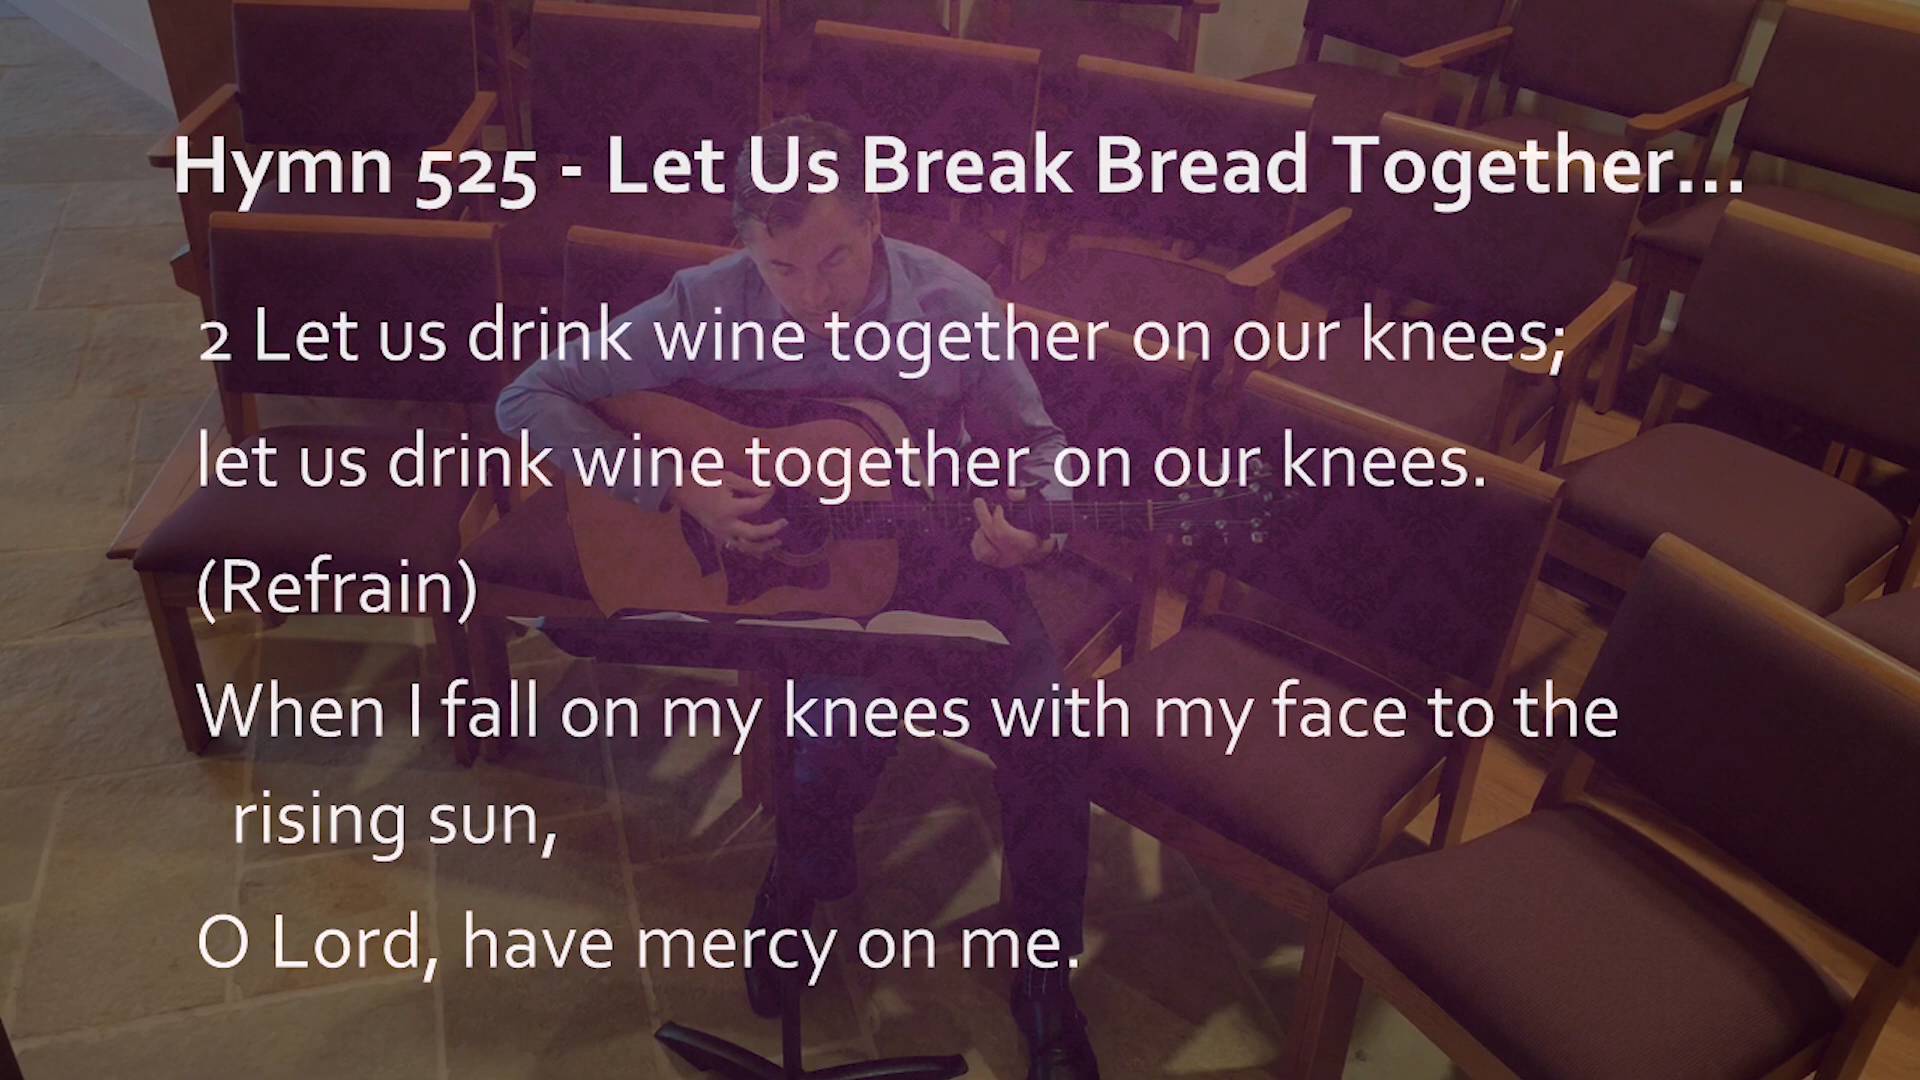 Hymn 525 - Let Us Break Bread Together...
2 Let us drink wine together on our knees;
let us drink wine together on our knees.
(Refrain)
When I fall on my knees with my face to the
rising sun,
O Lord, have mercy on me.